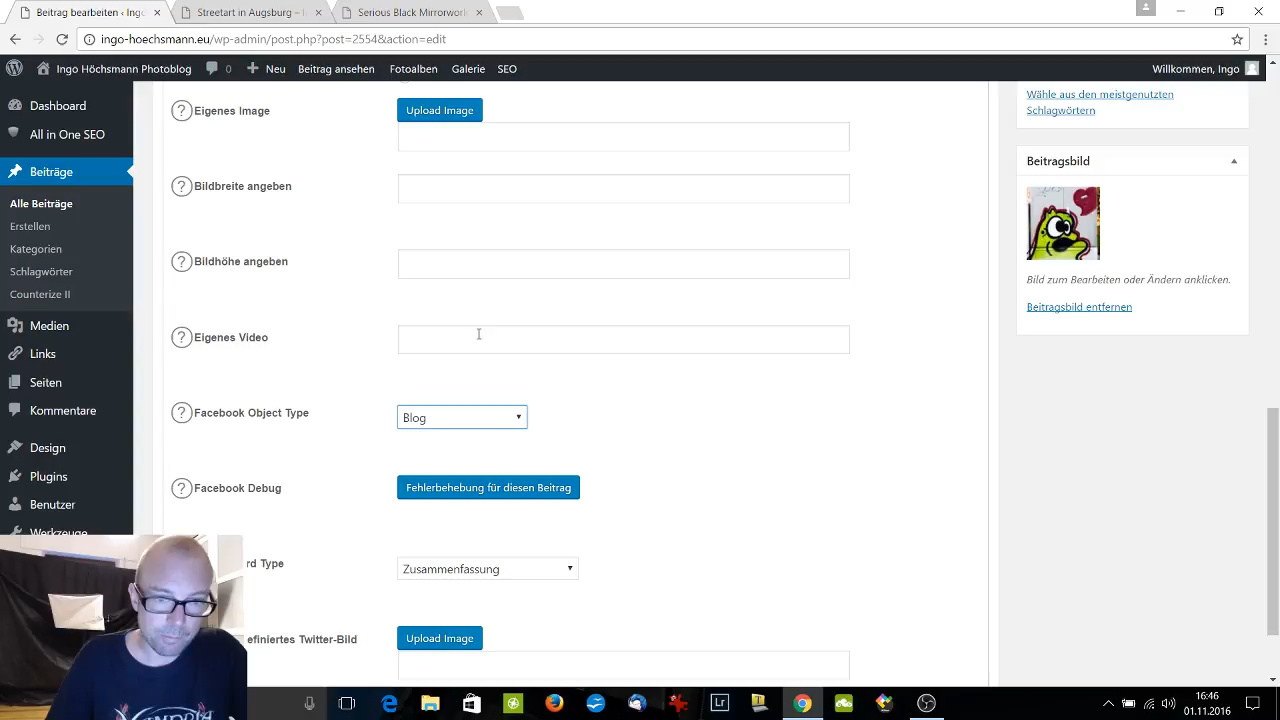 Beitrag bearbeiten ‹ Ingo
Streetart in Augsburg –
Serious Black Mirrorworl
ingo-hoechsmann.eu/wp-admin/post.php?post=2554&action=edit
Ingo Höchsmann Photoblog 0 Neu Beitrag ansehen Fotoalben Galerie SEO Willkommen, Ingo
Dashboard
All in One SEO
Beiträge
Alle Beiträge
Erstellen
Kategorien
Schlagwörter
Counterize II
Medien
Links
Seiten
Kommentare
Design
Plugins
Benutzer
Werkzeuge
? Eigenes Image Upload Image
? Bildbreite angeben
? Bildhöhe angeben
? Eigenes Video
? Facebook Object Type Blog
? Facebook Debug Fehlerbehebung für diesen Beitrag
rd Type Zusammenfassung
efiniertes Twitter-Bild Upload Image
Wähle aus den meistgenutzten
Schlagwörtern
Beitragsbild
Bild zum Bearbeiten oder Ändern anklicken.
Beitragsbild entfernen
Lr
16:46
01.11.2016